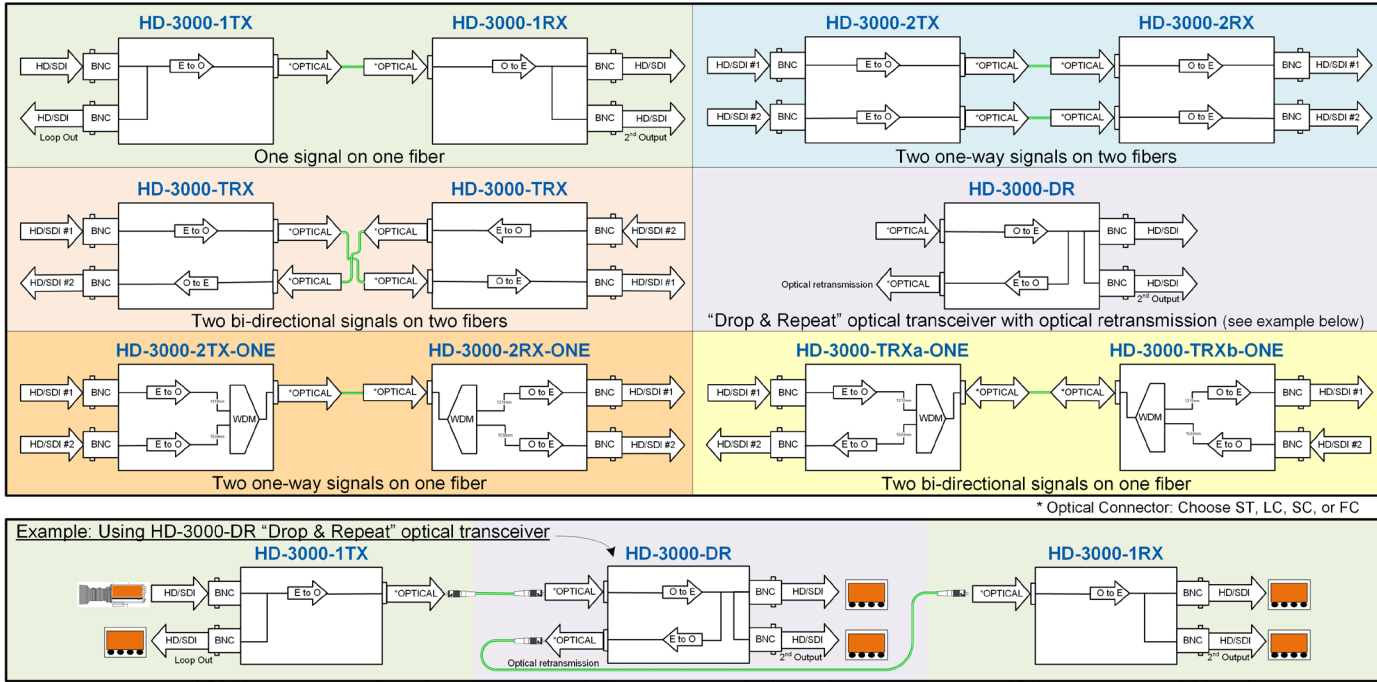 HD-3000-1TX
HD-3000-1RX
HD/SDI
BNC
E to O
*OPTICAL
*OPTICAL
O to E
BNC
HD/SDI
HD/SDI
Loop Out
BNC
BNC
HD/SDI
2nd Output
One signal on one fiber
HD-3000-2TX
HD-3000-2RX
HD/SDI #1
BNC
E to O
*OPTICAL
*OPTICAL
O to E
BNC
HD/SDI #1
HD/SDI #2
BNC
E to O
*OPTICAL
*OPTICAL
O to E
BNC
HD/SDI #2
Two one-way signals on two fibers
HD-3000-TRX
HD-3000-TRX
HD/SDI #1
BNC
E to O
*OPTICAL
*OPTICAL
E to O
BNC
HD/SDI #2
HD/SDI #2
BNC
O to E
*OPTICAL
*OPTICAL
O to E
BNC
HD/SDI #1
Two bi-directional signals on two fibers
HD-3000-DR
*OPTICAL
O to E
BNC
HD/SDI
Optical retransmission
*OPTICAL
E to O
BNC
HD/SDI
2nd Output
“Drop & Repeat” optical transceiver with optical retransmission (see example below)
HD-3000-2TX-ONE
HD-3000-2RX-ONE
HD/SDI #1
BNC
E to O
WDM
*OPTICAL
*OPTICAL
WDM
O to E
BNC
HD/SDI #1
HD/SDI #2
BNC
E to O
O to E
BNC
HD/SDI #2
Two one-way signals on one fiber
HD-3000-TRXa-ONE
HD-3000-TRXb-ONE
HD/SDI #1
BNC
E to O
WDM
*OPTICAL
*OPTICAL
WDM
O to E
BNC
HD/SDI #1
HD/SDI #2
BNC
O to E
E to O
BNC
HD/SDI #2
Two bi-directional signals on one fiber
* Optical Connector: Choose ST, LC, SC, or FC
Example: Using HD-3000-DR “Drop & Repeat” optical transceiver
HD-3000-1TX
HD-3000-DR
HD-3000-1RX
HD/SDI
BNC
E to O
*OPTICAL
*OPTICAL
O to E
BNC
HD/SDI
*OPTICAL
O to E
BNC
HD/SDI
HD/SDI
Loop Out
BNC
*OPTICAL
Optical retransmission
E to O
BNC
HD/SDI
2nd Output
BNC
HD/SDI
2nd Output